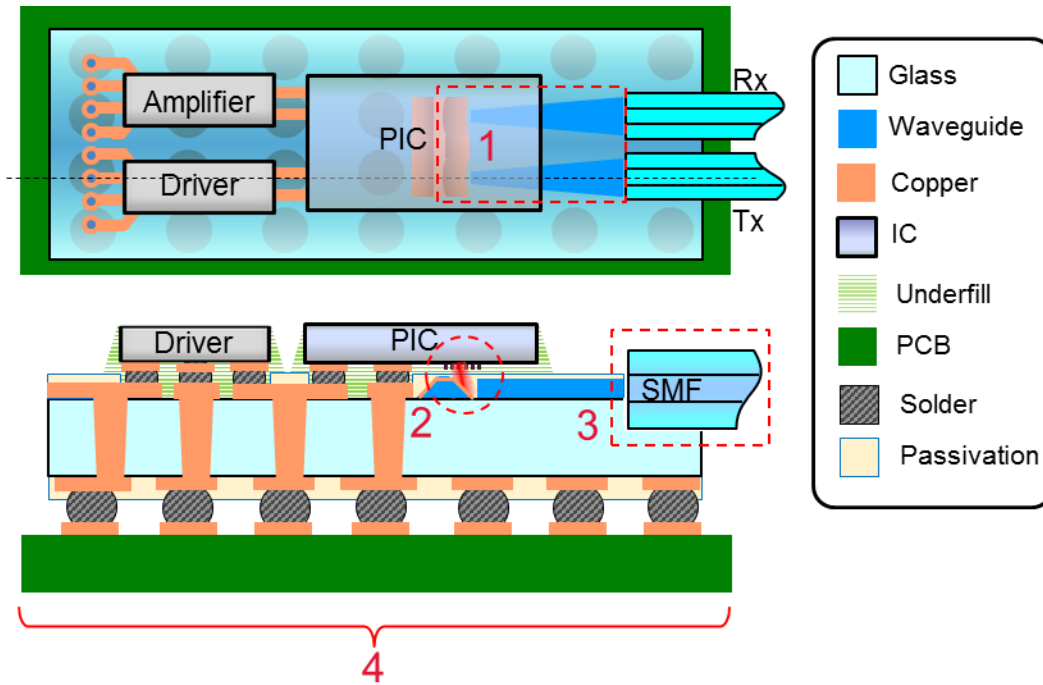 Amplifier
Driver
PIC
1
Rx
Tx
Driver
PIC
2
3
SMF
4
Glass
Waveguide
Copper
IC
Underfill
PCB
Solder
Passivation